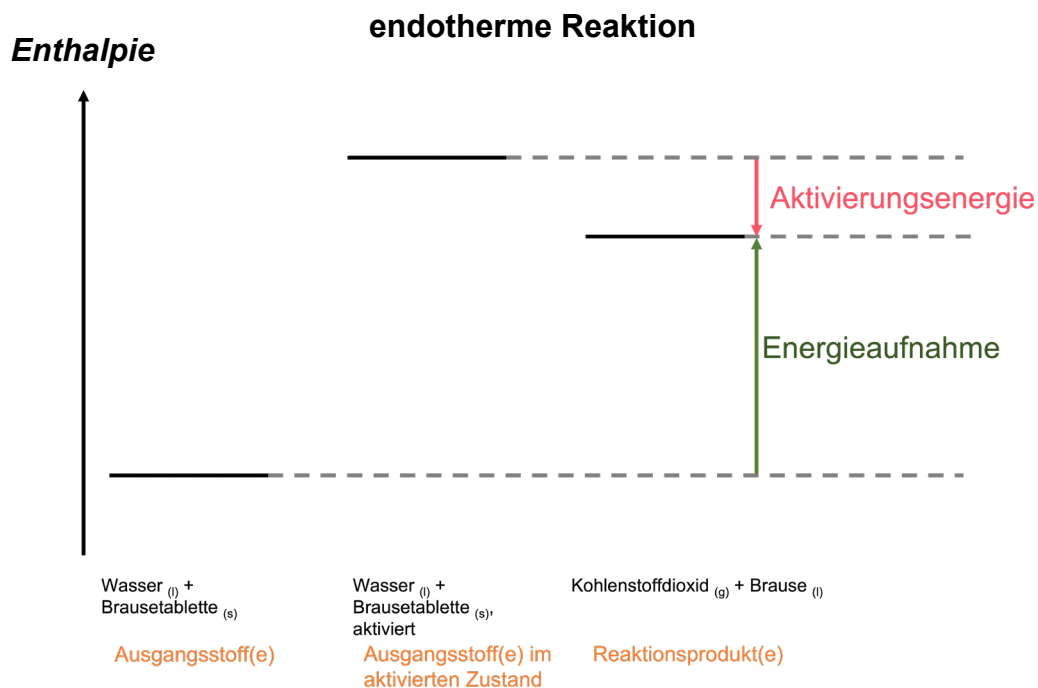 endotherme Reaktion
Enthalpie
Aktivierungsenergie
Energieaufnahme
Wasser (l) +
Brausetablette (s)
Wasser (l) +
Brausetablette (s),
aktiviert
Kohlenstoffdioxid (g) + Brause (l)
Ausgangsstoff(e)
Ausgangsstoff(e) im
aktivierten Zustand
Reaktionsprodukt(e)